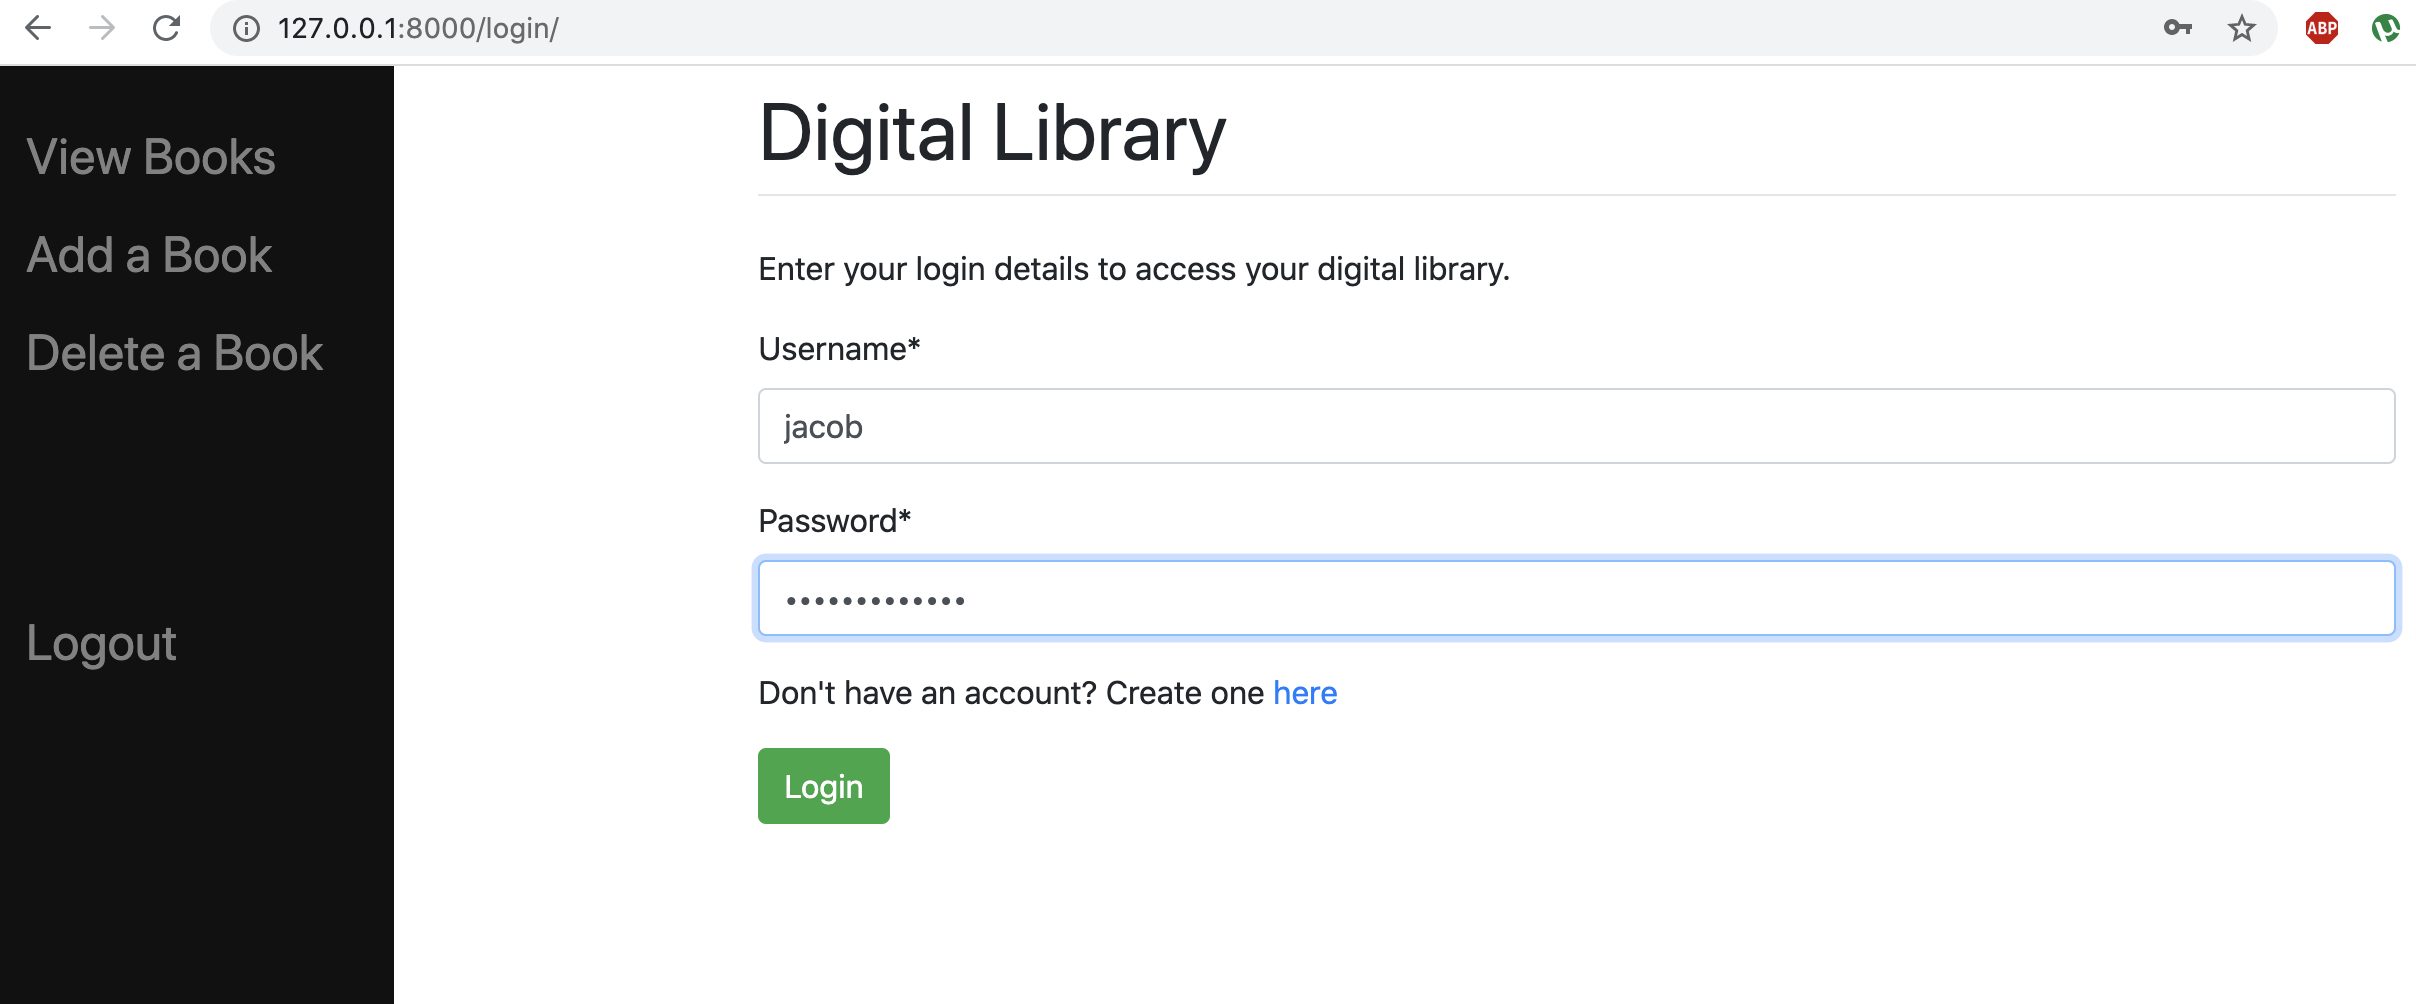 127.0.0.1:8000/login/
ABP
View Books
Add a Book
Delete a Book
Logout
Digital Library
Enter your login details to access your digital library.
Username*
jacob
Password*
•••••••••••••
Don't have an account? Create one here
Login